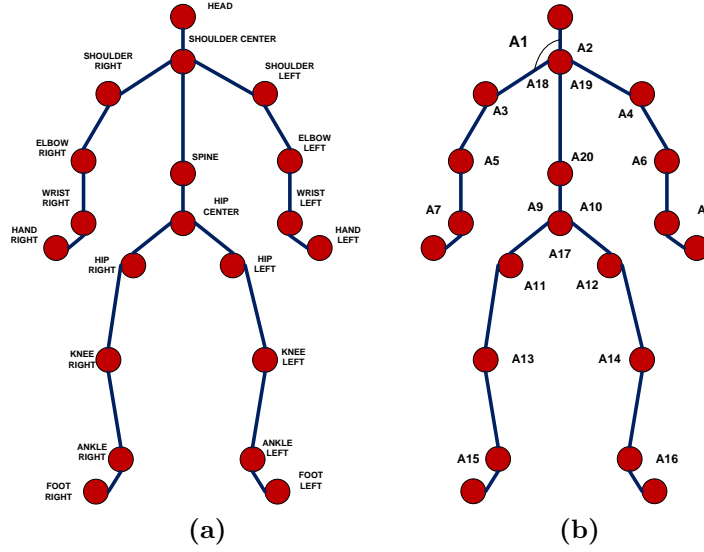 HEAD
SHOULDER CENTER
SHOULDER
RIGHT
SHOULDER
LEFT
ELBOW
RIGHT
ELBOW
LEFT
SPINE
WRIST
RIGHT
WRIST
LEFT
HIP
CENTER
HAND
RIGHT
HAND
LEFT
HIP
RIGHT
HIP
LEFT
KNEE
RIGHT
KNEE
LEFT
ANKLE
RIGHT
ANKLE
LEFT
FOOT
RIGHT
FOOT
LEFT
(a)
A1
A2
A18
A19
A3
A4
A5
A20
A6
A7
A9
A10
A
A17
A11
A12
A13
A14
A15
A16
(b)